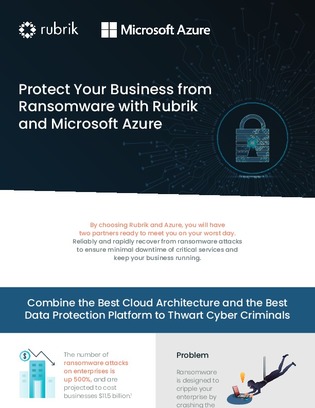 rubrik Microsoft Azure
Protect Your Business from
Ransomware with Rubrik
and Microsoft Azure
By choosing Rubrik and Azure, you will have
two partners ready to meet you on your worst day.
Reliably and rapidly recover from ransomware attacks
to ensure minimal downtime of critical services and
keep your business running.
Combine the Best Cloud Architecture and the Best
Data Protection Platform to Thwart Cyber Criminals
The number of
ransomware attacks
on enterprises is
up 500%, and are
projected to cost
businesses $11.5 billion¹
Problem
Ransomware
is designed to
cripple your
enterprise by
crashing the